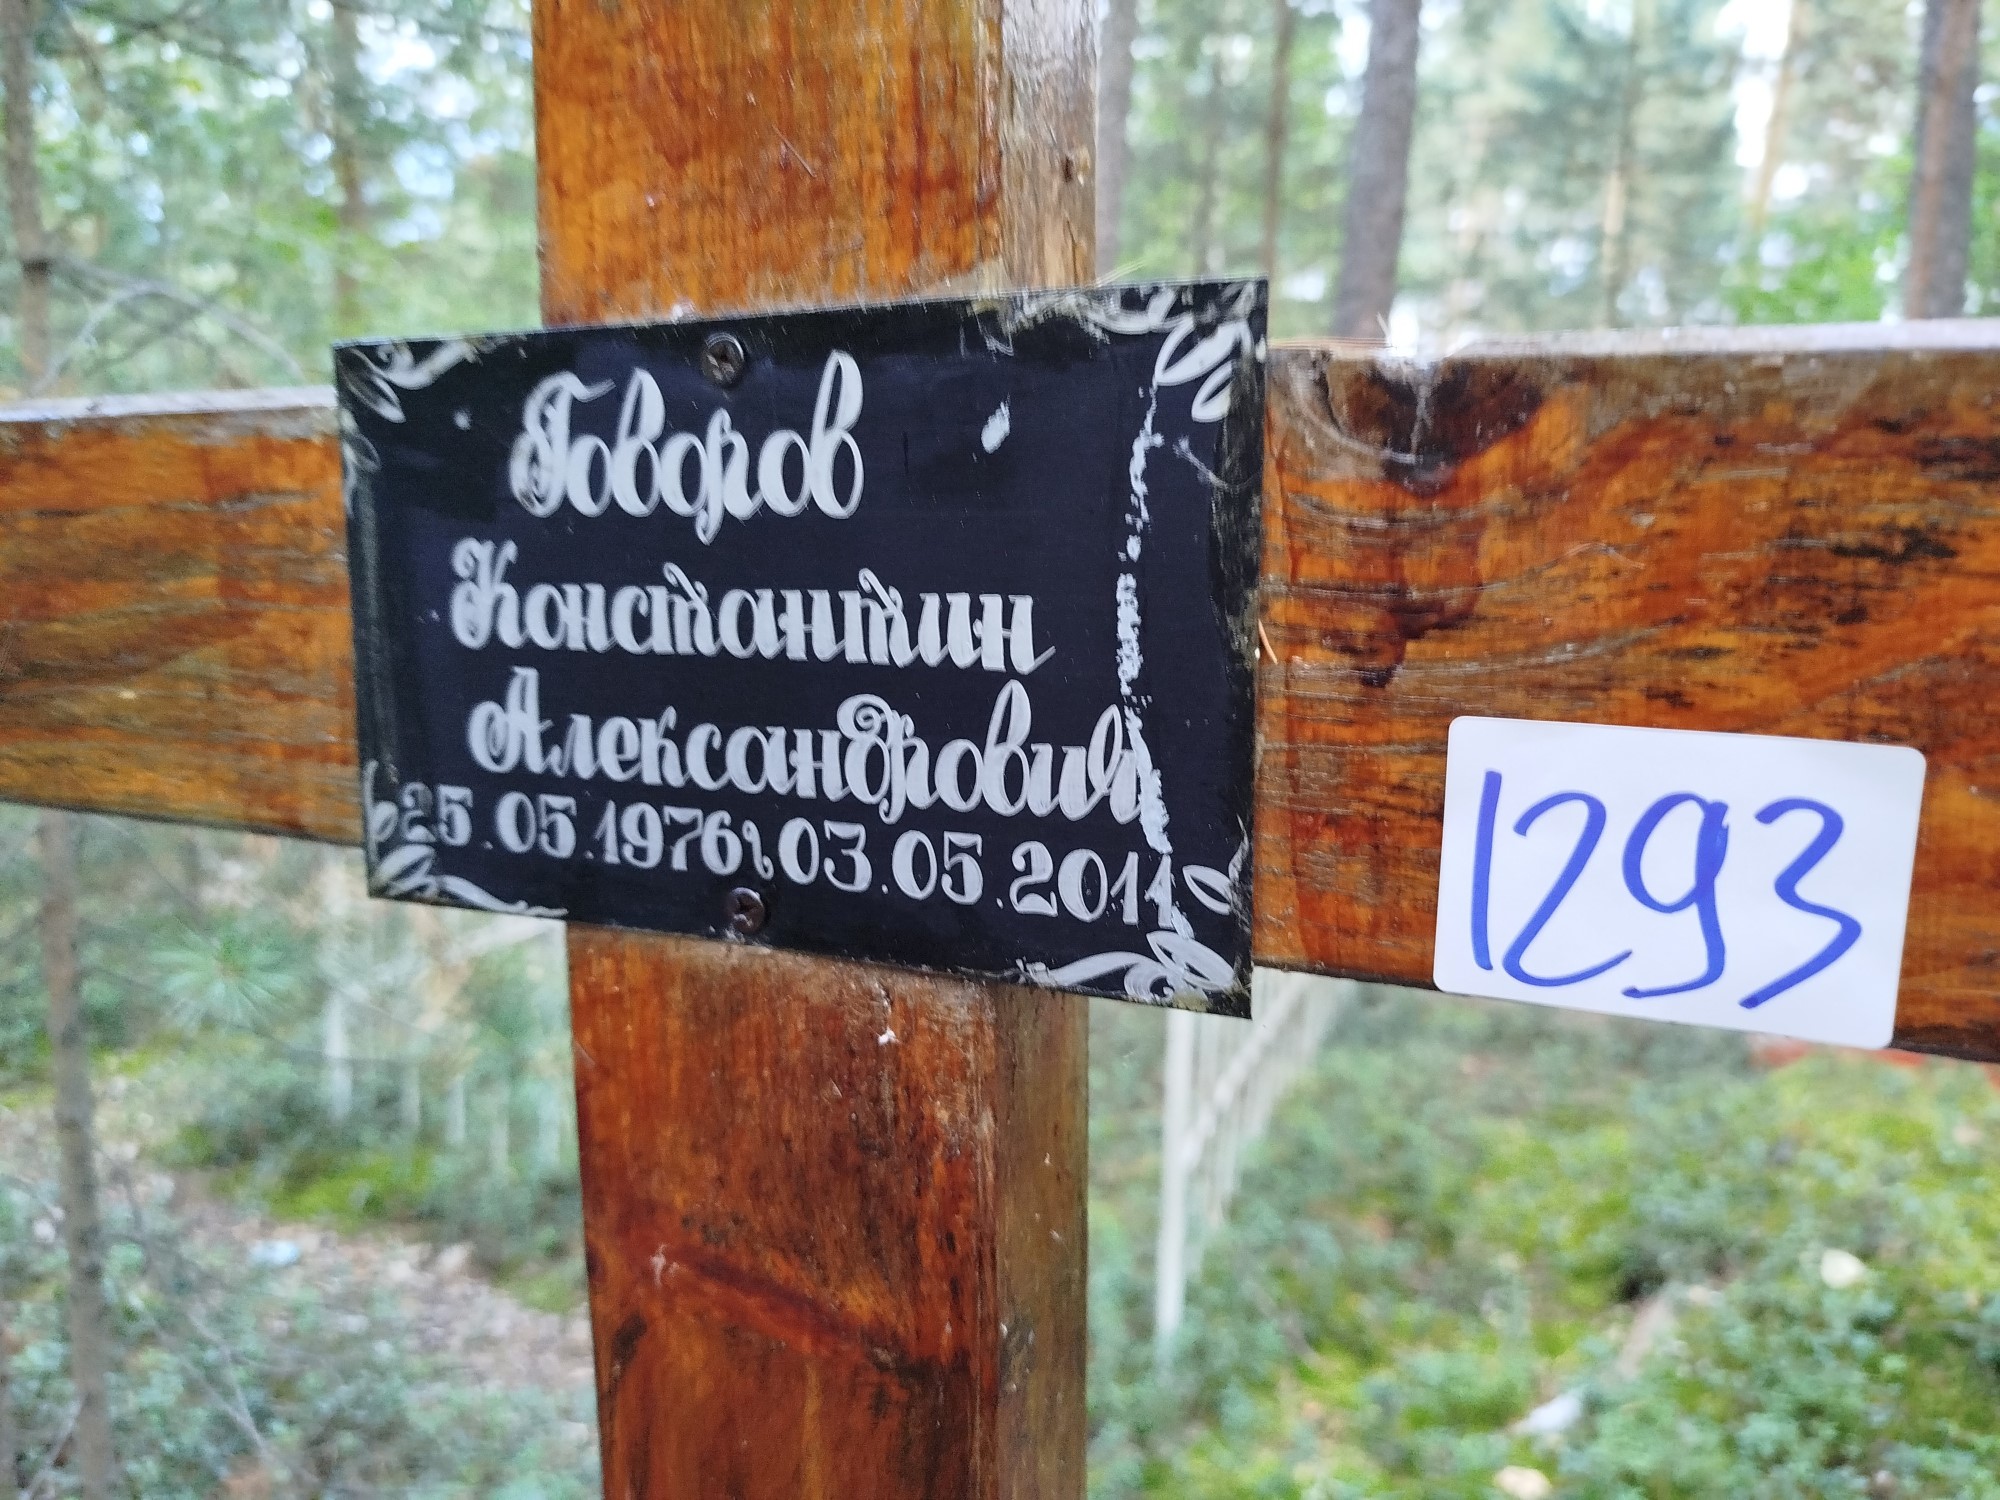 Говоров
Константин
Александрович
25.05.1976г 03.05.2011
1293